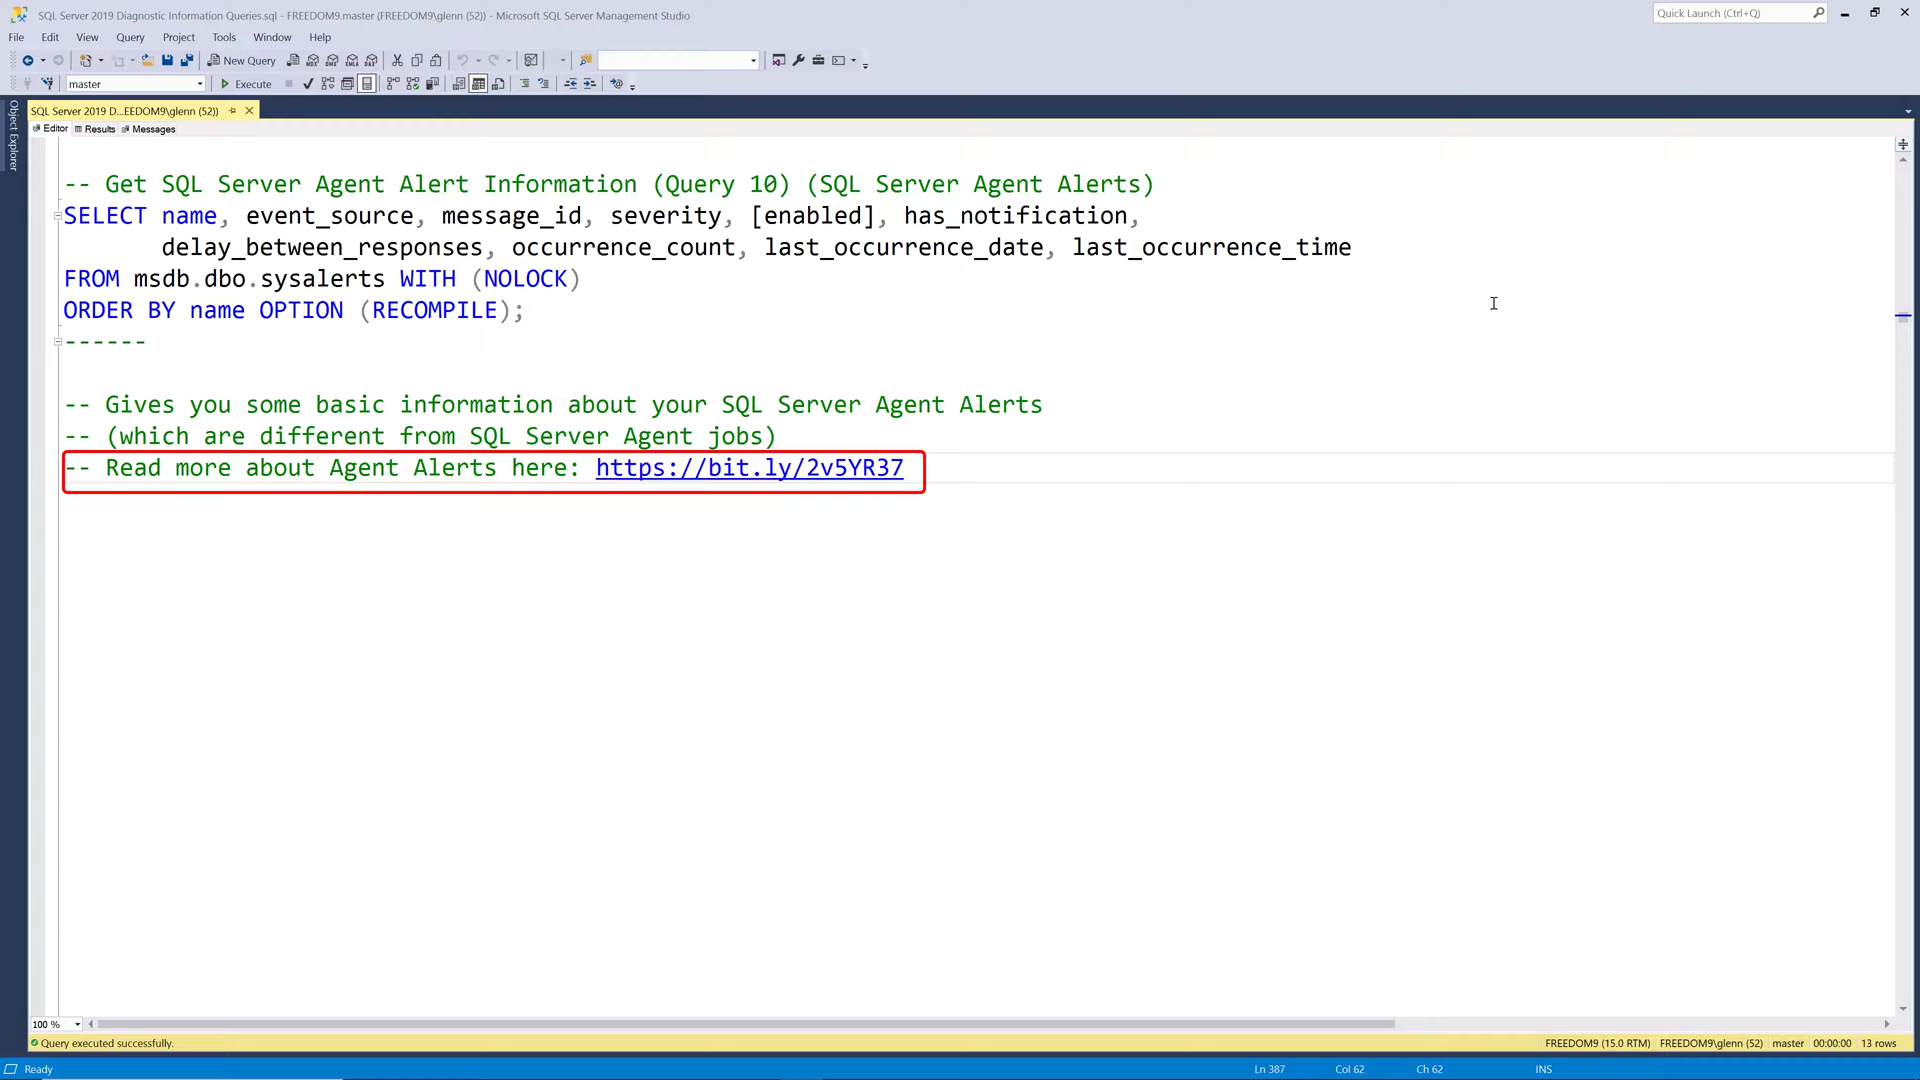 SQL Server 2019 Diagnostic Information Queries.sql - FREEDOM9.master (FREEDOM9\glenn (52)) - Microsoft SQL Server Management Studio
Quick Launch (Ctrl+Q)
File Edit View Query Project Tools Window Help
New Query
master
Execute
SQL Server 2019 D...EEDOM9\glenn (52))
Object Explorer
Editor Results Messages
-- Get SQL Server Agent Alert Information (Query 10) (SQL Server Agent Alerts)
SELECT name, event_source, message_id, severity, [enabled], has_notification,
delay_between_responses, occurrence_count, last_occurrence_date, last_occurrence_time
FROM msdb.dbo.sysalerts WITH (NOLOCK)
ORDER BY name OPTION (RECOMPILE);
------
-- Gives you some basic information about your SQL Server Agent Alerts
-- (which are different from SQL Server Agent jobs)
-- Read more about Agent Alerts here: https://bit.ly/2v5YR37
100 %
Query executed successfully. FREEDOM9 (15.0 RTM) FREEDOM9\glenn (52) master 00:00:00 13 rows
Ready Ln 387 Col 62 Ch 62 INS